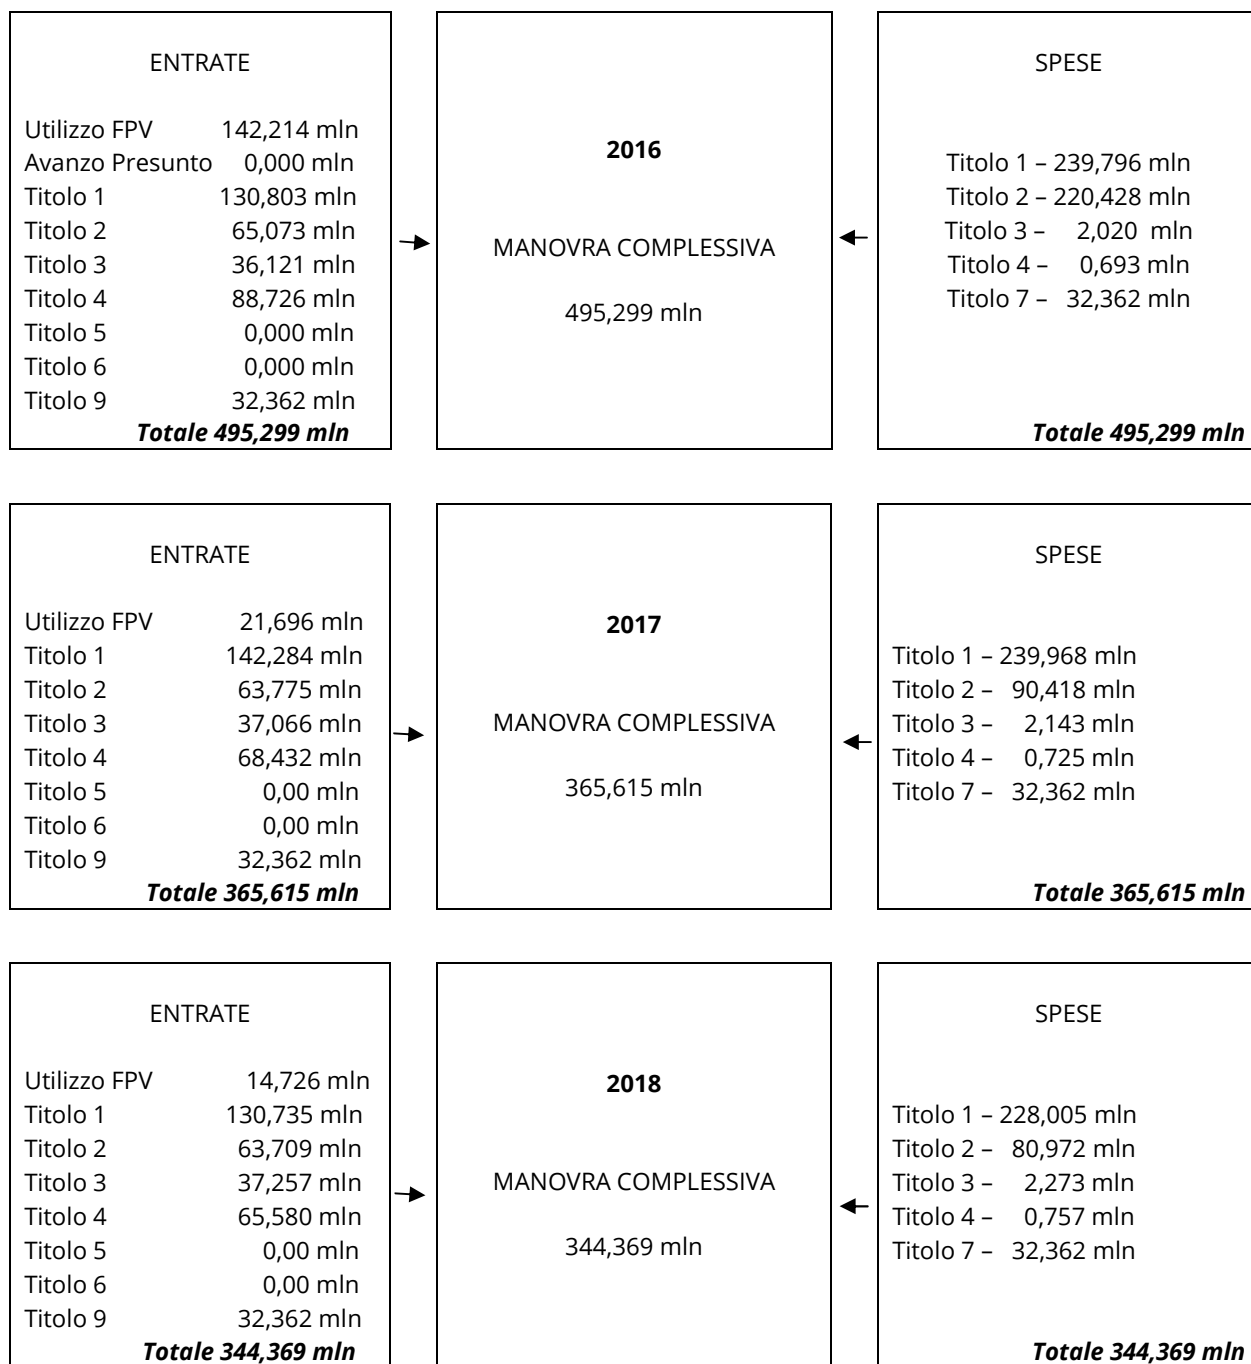 ENTRATE
Utilizzo FPV 142,214 mln
Avanzo Presunto 0,000 mln
Titolo 1 130,803 mln
Titolo 2 65,073 mln
Titolo 3 36,121 mln
Titolo 4 88,726 mln
Titolo 5 0,000 mln
Titolo 6 0,000 mln
Titolo 9 32,362 mln
Totale 495,299 mln
2016
MANOVRA COMPLESSIVA
495,299 mln
SPESE
Titolo 1 – 239,796 mln
Titolo 2 – 220,428 mln
Titolo 3 – 2,020 mln
Titolo 4 – 0,693 mln
Titolo 7 – 32,362 mln
Totale 495,299 mln
ENTRATE
Utilizzo FPV 21,696 mln
Titolo 1 142,284 mln
Titolo 2 63,775 mln
Titolo 3 37,066 mln
Titolo 4 68,432 mln
Titolo 5 0,00 mln
Titolo 6 0,00 mln
Titolo 9 32,362 mln
Totale 365,615 mln
2017
MANOVRA COMPLESSIVA
365,615 mln
SPESE
Titolo 1 – 239,968 mln
Titolo 2 – 90,418 mln
Titolo 3 – 2,143 mln
Titolo 4 – 0,725 mln
Titolo 7 – 32,362 mln
Totale 365,615 mln
ENTRATE
Utilizzo FPV 14,726 mln
Titolo 1 130,735 mln
Titolo 2 63,709 mln
Titolo 3 37,257 mln
Titolo 4 65,580 mln
Titolo 5 0,00 mln
Titolo 6 0,00 mln
Titolo 9 32,362 mln
Totale 344,369 mln
2018
MANOVRA COMPLESSIVA
344,369 mln
SPESE
Titolo 1 – 228,005 mln
Titolo 2 – 80,972 mln
Titolo 3 – 2,273 mln
Titolo 4 – 0,757 mln
Titolo 7 – 32,362 mln
Totale 344,369 mln